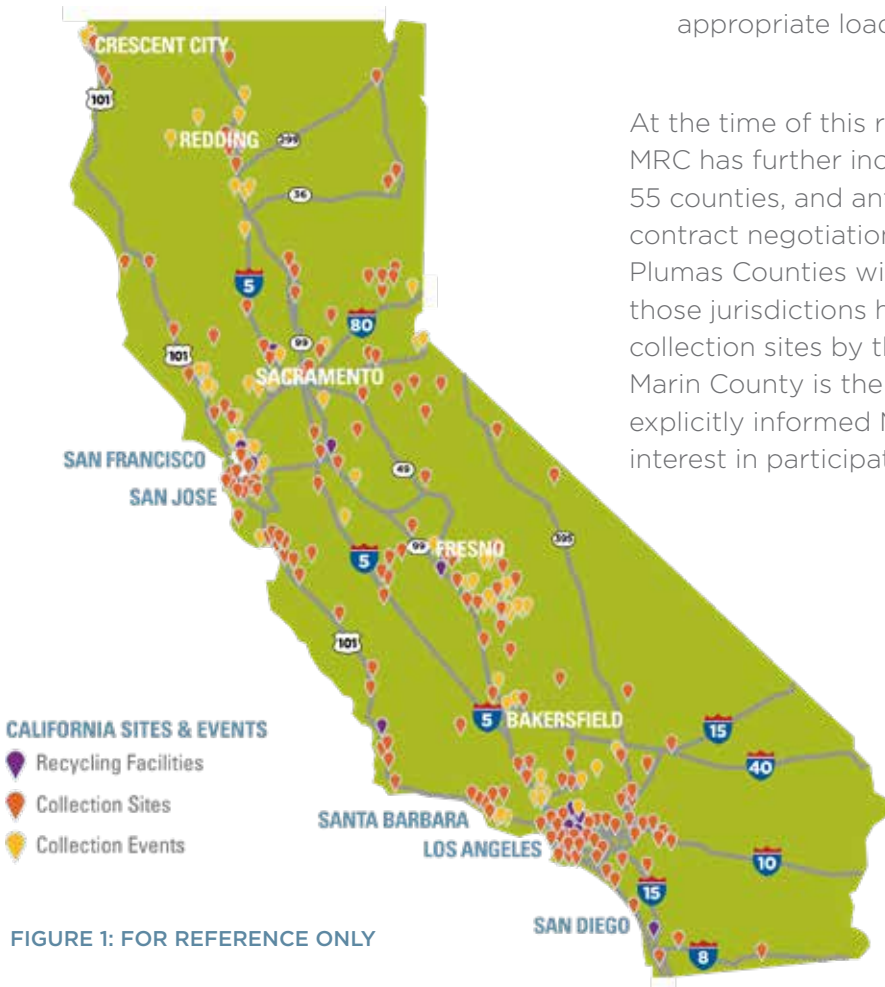 appropriate load
At the time of this r
MRC has further inc
55 counties, and an
contract negotiation
Plumas Counties wi
those jurisdictions h
collection sites by th
Marin County is the
explicitly informed
interest in participa
CRESCENT CITY
101
REDDING
299
36
5
80
101
99
SACRAMENTO
SAN FRANCISCO
SAN JOSE
49
99
FRESNO
5
395
101
5
BAKERSFIELD
15
40
CALIFORNIA SITES & EVENTS
Recycling Facilities
Collection Sites
Collection Events
SANTA BARBARA
LOS ANGELES
10
15
SAN DIEGO
8
FIGURE 1: FOR REFERENCE ONLY